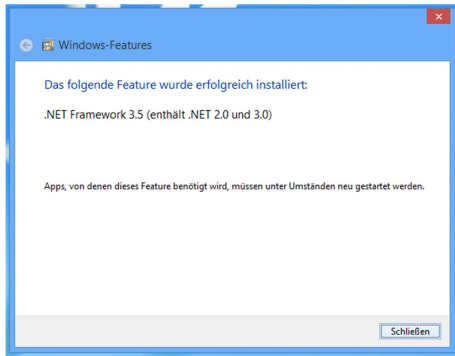 Windows-Features
Das folgende Feature wurde erfolgreich installiert:
.NET Framework 3.5 (enthält .NET 2.0 und 3.0)
Apps, von denen dieses Feature benötigt wird, müssen unter Umständen neu gestartet werden.
Schließen